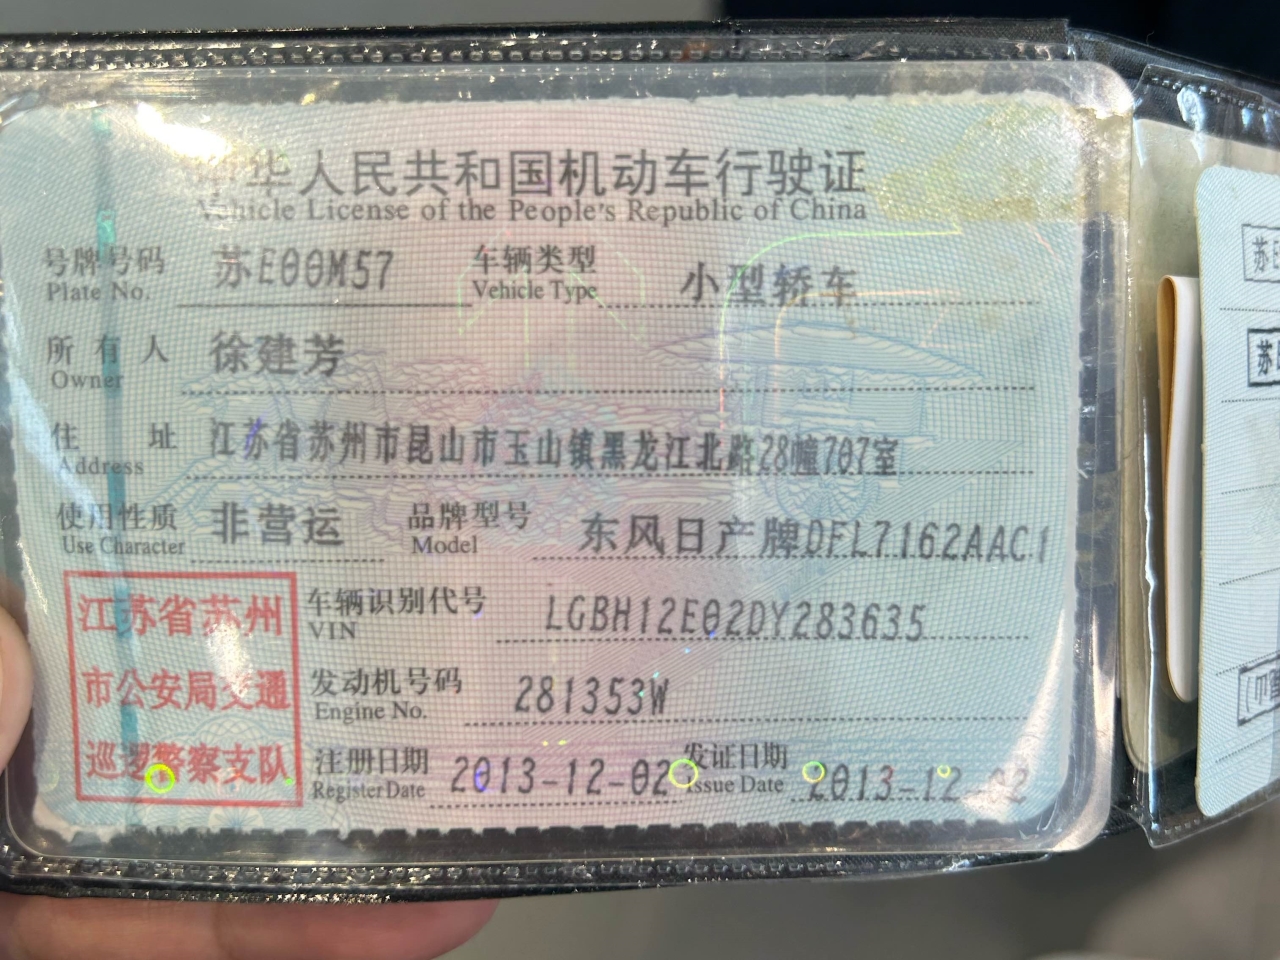 中华人民共和国机动车行驶证
Vehicle License of the People's Republic of China
号牌号码 苏E00M57 车辆类型 小型轿车
Plate No. Vehicle Type
所有人 徐建芳
Owner
住址 江苏省苏州市昆山市玉山镇黑龙江北路28幢707室
Address
使用性质 非营运 品牌型号 东风日产牌DFL7162AAC1
Use Character Model
江苏省苏州
市公安局交通
巡逻警察支队
车辆识别代号 LGBH12E02DY283635
VIN
发动机号码 281353W
Engine No.
注册日期 2013-12-02 发证日期 2013-12-02
Register Date Issue Date
苏E
苏E